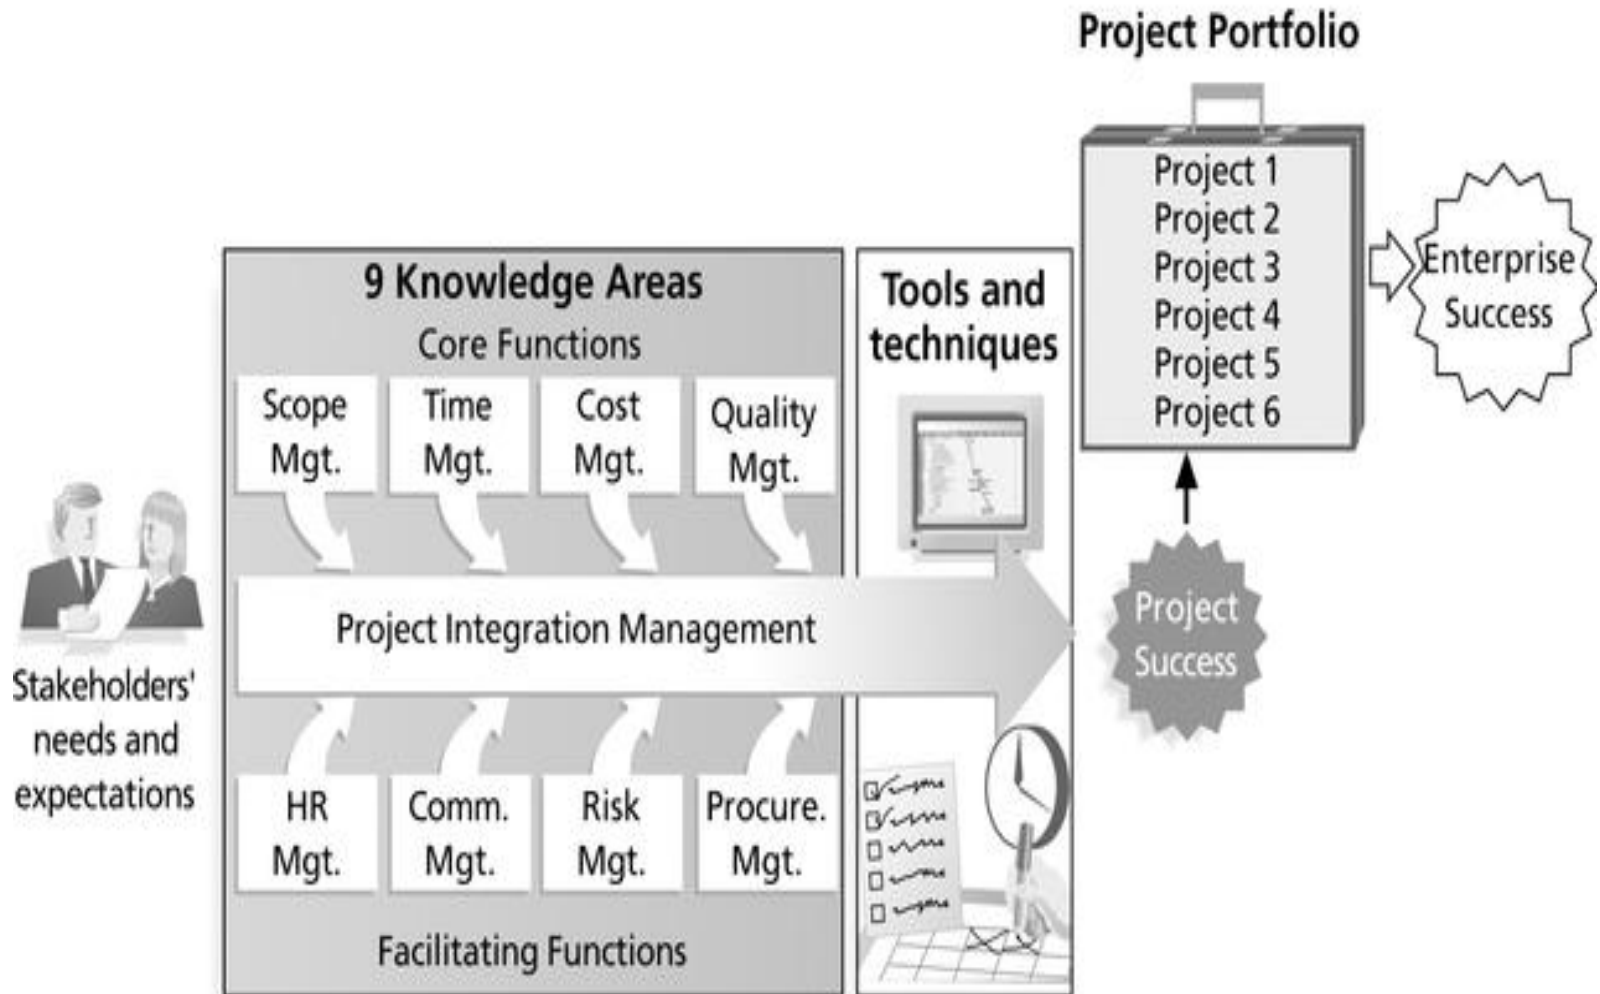 Project Portfolio
Project 1
Project 2
Project 3
Project 4
Project 5
Project 6
Enterprise
Success
9 Knowledge Areas
Core Functions
Scope
Mgt.
Time
Mgt.
Cost
Mgt.
Quality
Mgt.
Tools and
techniques
Project Integration Management
Project
Success
Stakeholders'
needs and
expectations
HR
Mgt.
Comm.
Mgt.
Risk
Mgt.
Procure.
Mgt.
Facilitating Functions